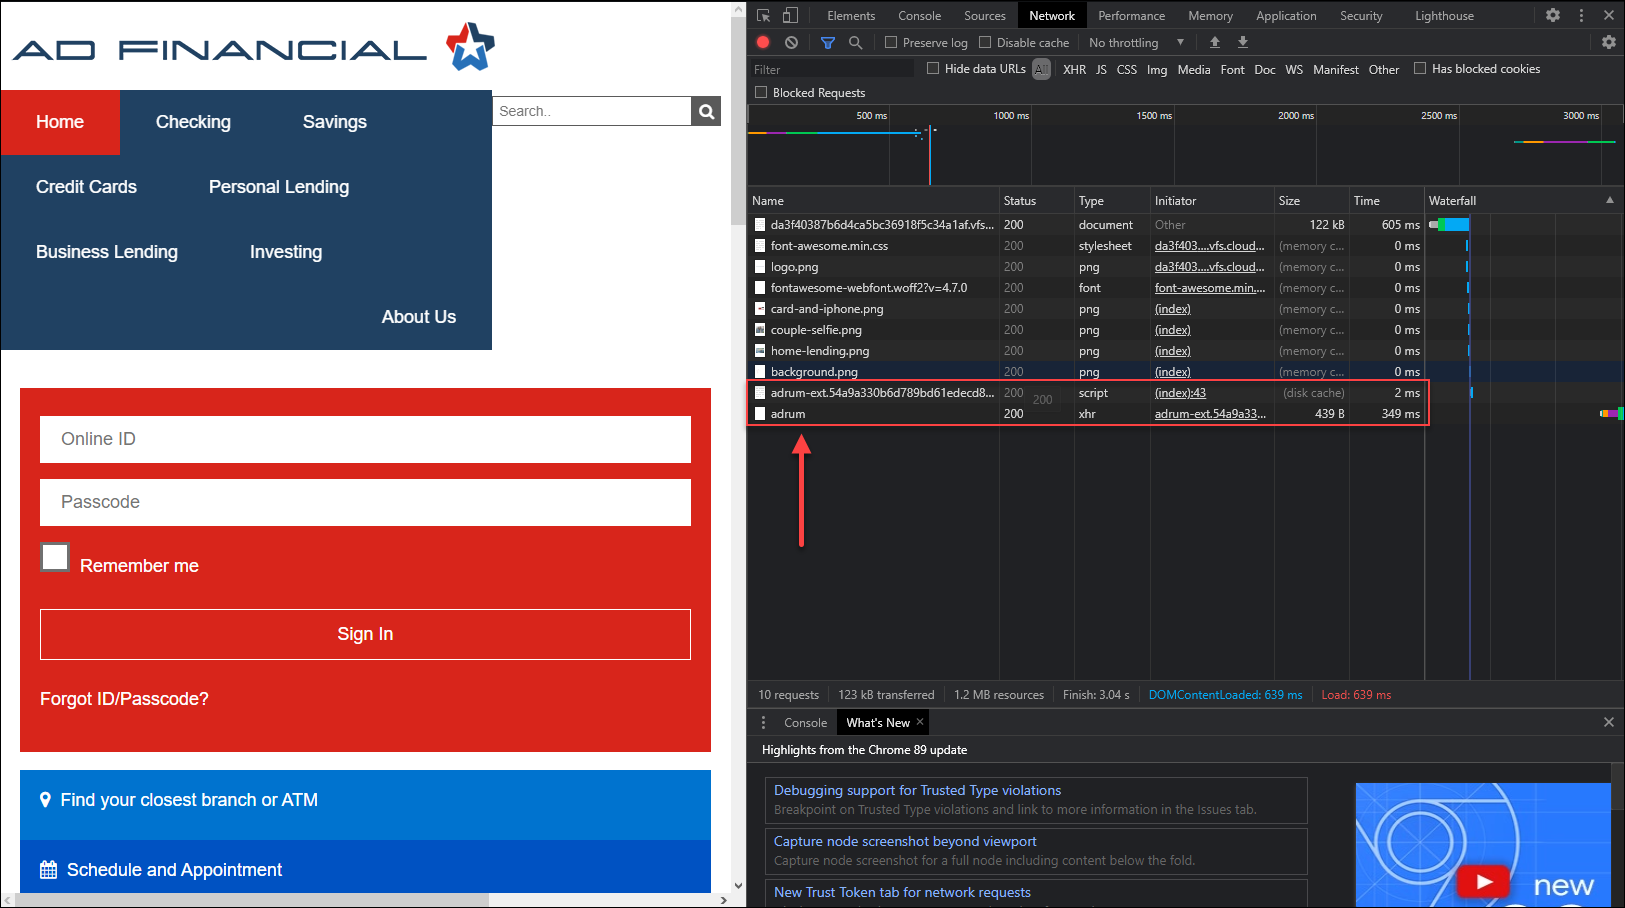 AD FINANCIAL
Home
Checking
Savings
Search..
Credit Cards
Personal Lending
Business Lending
Investing
About Us
Online ID
Passcode
Remember me
Sign In
Forgot ID/Passcode?
Find your closest branch or ATM
Schedule and Appointment
Elements Console Sources Network Performance Memory Application Security Lighthouse
Preserve log Disable cache No throttling
Filter Hide data URLs All XHR JS CSS Img Media Font Doc WS Manifest Other Has blocked cookies
Blocked Requests
500 ms 1000 ms 1500 ms 2000 ms 2500 ms 3000 ms
Name Status Type Initiator Size Time Waterfall
da3f40387b6d4ca5bc36918f5c34a1af.vfs... 200 document Other 122 kB 605 ms
font-awesome.min.css 200 stylesheet da3f403....vfs.cloud... (memory c... 0 ms
logo.png 200 png da3f403....vfs.cloud... (memory c... 0 ms
fontawesome-webfont.woff2?v=4.7.0 200 font font-awesome.min.... (memory c... 0 ms
card-and-iphone.png 200 png (index) (memory c... 0 ms
couple-selfie.png 200 png (index) (memory c... 0 ms
home-lending.png 200 png (index) (memory c... 0 ms
background.png 200 png (index) (memory c... 0 ms
adrum-ext.54a9a330b6d789bd61edecd8... 200 script (index):43 (disk cache) 2 ms
200
adrum 200 xhr adrum-ext.54a9a33... 439 B 349 ms
10 requests 123 kB transferred 1.2 MB resources Finish: 3.04 s DOMContentLoaded: 639 ms Load: 639 ms
Console What's New
Highlights from the Chrome 89 update
Debugging support for Trusted Type violations
Breakpoint on Trusted Type violations and link to more information in the Issues tab.
Capture node screenshot beyond viewport
Capture node screenshot for a full node including content below the fold.
New Trust Token tab for network requests
new